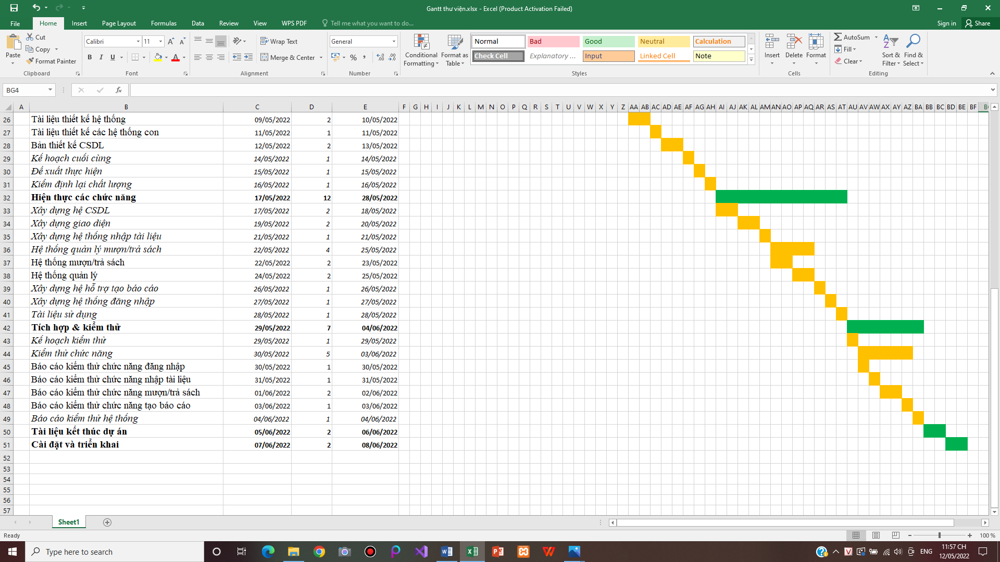 Gantt thư viện.xlsx - Excel (Product Activation Failed)
File Home Insert Page Layout Formulas Data Review View WPS PDF Tell me what you want to do... Sign in Share
Cut Calibri 11 Wrap Text General Normal Bad Good Neutral Calculation AutoSum
Paste Copy Merge & Center Conditional Formatting Format as Table Check Cell Explanatory ... Input Linked Cell Note Insert Delete Format Fill Sort & Filter Find & Select
Format Painter Clear
Clipboard Font Alignment Number Styles Cells Editing
BG4
A B C D E F G H I J K L M N O P Q R S T U V W X Y Z AA AB AC AD AE AF AG AH AI AJ AK AL AM AN AO AP AQ AR AS AT AU AV AW AX AY AZ BA BB BC BD BE BF
26 Tài liệu thiết kế hệ thống 09/05/2022 2 10/05/2022
27 Tài liệu thiết kế các hệ thống con 11/05/2022 1 11/05/2022
28 Bản thiết kế CSDL 12/05/2022 2 13/05/2022
29 Kế hoạch cuối cùng 14/05/2022 1 14/05/2022
30 Đề xuất thực hiện 15/05/2022 1 15/05/2022
31 Kiểm định lại chất lượng 16/05/2022 1 16/05/2022
32 Hiện thực các chức năng 17/05/2022 12 28/05/2022
33 Xây dựng hệ CSDL 17/05/2022 2 18/05/2022
34 Xây dựng giao diện 19/05/2022 2 20/05/2022
35 Xây dựng hệ thống nhập tài liệu 21/05/2022 1 21/05/2022
36 Hệ thống quản lý mượn/trả sách 22/05/2022 4 25/05/2022
37 Hệ thống mượn/trả sách 22/05/2022 2 23/05/2022
38 Hệ thống quản lý 24/05/2022 2 25/05/2022
39 Xây dựng hệ hỗ trợ tạo báo cáo 26/05/2022 1 26/05/2022
40 Xây dựng hệ thống đăng nhập 27/05/2022 1 27/05/2022
41 Tài liệu sử dụng 28/05/2022 1 28/05/2022
42 Tích hợp & kiểm thử 29/05/2022 7 04/06/2022
43 Kế hoạch kiểm thử 29/05/2022 1 29/05/2022
44 Kiểm thử chức năng 30/05/2022 5 03/06/2022
45 Báo cáo kiểm thử chức năng đăng nhập 30/05/2022 1 30/05/2022
46 Báo cáo kiểm thử chức năng nhập tài liệu 31/05/2022 1 31/05/2022
47 Báo cáo kiểm thử chức năng mượn/trả sách 01/06/2022 2 02/06/2022
48 Báo cáo kiểm thử chức năng tạo báo cáo 03/06/2022 1 03/06/2022
49 Báo cáo kiểm thử hệ thống 04/06/2022 1 04/06/2022
50 Tài liệu kết thúc dự án 05/06/2022 2 06/06/2022
51 Cài đặt và triển khai 07/06/2022 2 08/06/2022
52
53
54
55
56
57
Sheet1
Ready 100 %
Type here to search ENG 11:57 CH
12/05/2022